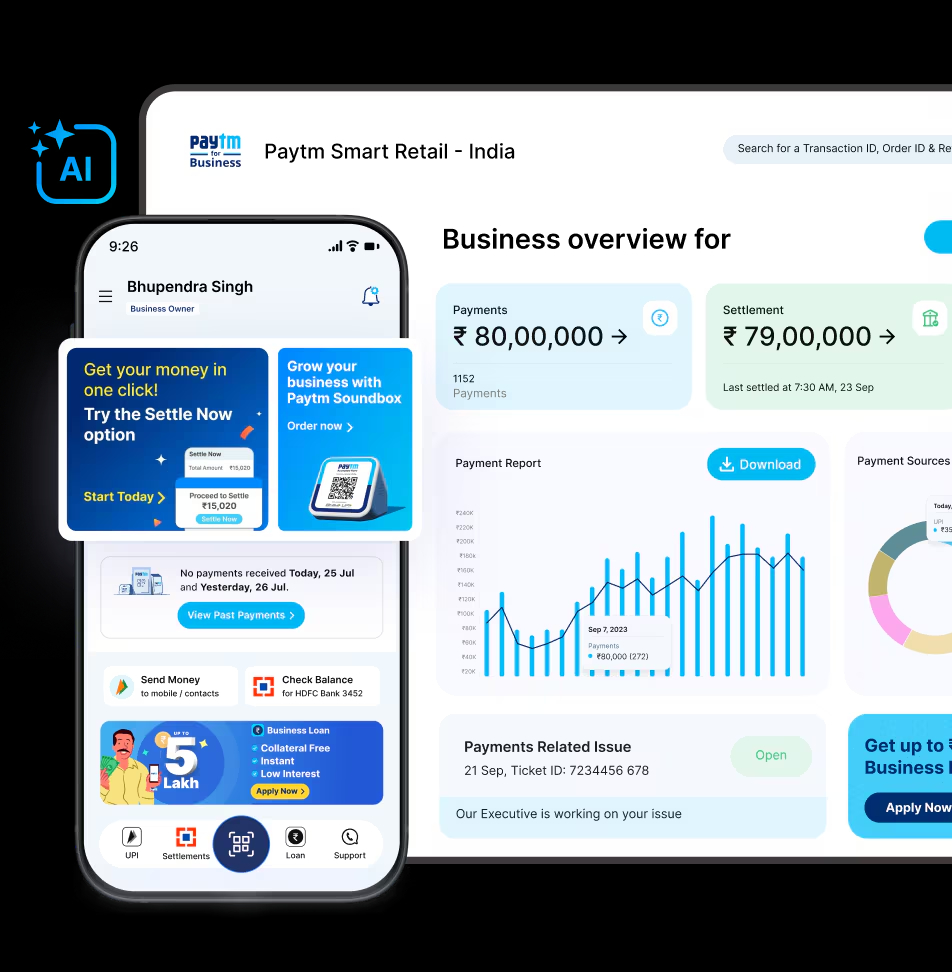 AI
paytm
for
Business
Paytm Smart Retail - India
Search for a Transaction ID, Order ID & Re
9:26
Bhupendra Singh
Business Owner
Get your money in
one click!
Try the Settle Now
option
Start Today
Settle Now
Total Amount ₹15,020
Proceed to Settle
₹15,020
Settle Now
Grow your
business with
Paytm Soundbox
Order now
paytm
No payments received Today, 25 Jul
and Yesterday, 26 Jul.
View Past Payments
Send Money
to mobile / contacts
Check Balance
for HDFC Bank 3452
UP TO
5
Lakh
Business Loan
Collateral Free
Instant
Low Interest
Apply Now
UPI
Settlements
Loan
Support
Business overview for
Payments
₹ 80,00,000
1152
Payments
Settlement
₹ 79,00,000
Last settled at 7:30 AM, 23 Sep
Payment Report
Download
₹240K
₹220K
₹200K
₹180K
₹160K
₹140K
₹120K
₹100K
₹80K
₹60K
₹40K
₹20K
Sep 7, 2023
Payments
₹80,000 (272)
Payment Sources
Today,
UPI
₹35
Payments Related Issue
21 Sep, Ticket ID: 7234456 678
Open
Our Executive is working on your issue
Get up to ₹
Business
Apply Now